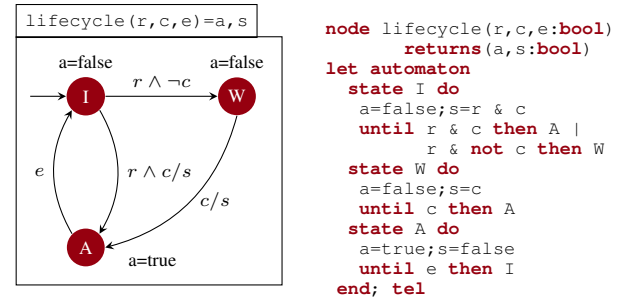 lifecycle(r,c,e)=a,s
a=false
a=false
I
r ∧ ¬c
W
e
r ∧ c/s
c/s
A
a=true
node lifecycle(r,c,e:bool)
returns(a,s:bool)
let automaton
state I do
a=false;s=r & c
until r & c then A |
r & not c then W
state W do
a=false;s=c
until c then A
state A do
a=true;s=false
until e then I
end; tel